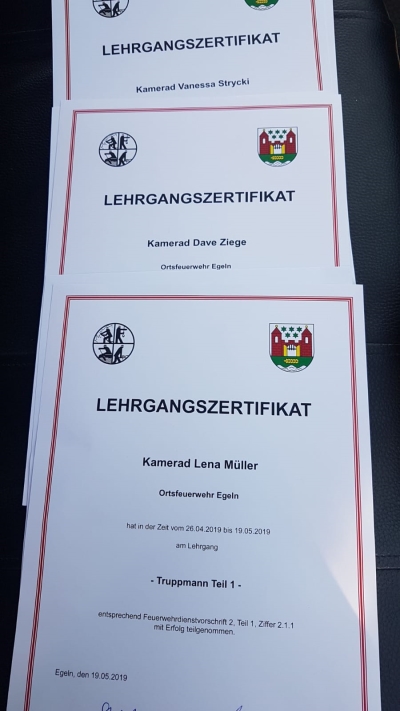 LEHRGANGSZERTIFIKAT
Kamerad Vanessa Strycki
LEHRGANGSZERTIFIKAT
Kamerad Dave Ziege
Ortsfeuerwehr Egeln
LEHRGANGSZERTIFIKAT
Kamerad Lena Müller
Ortsfeuerwehr Egeln
hat in der Zeit vom 26.04.2019 bis 19.05.2019
am Lehrgang
- Truppmann Teil 1 -
entsprechend Feuerwehrdienstvorschrift 2, Teil 1, Ziffer 2.1.1
mit Erfolg teilgenommen.
Egeln, den 19.05.2019